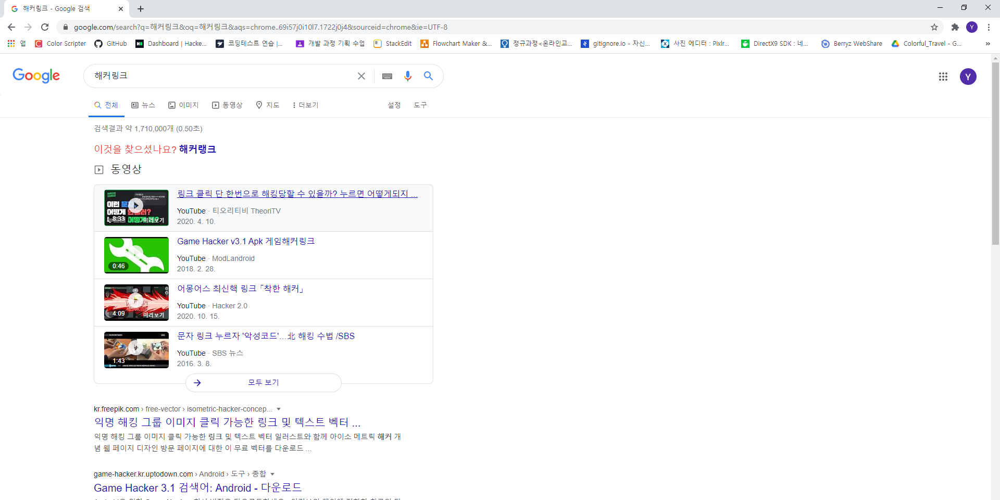 해커링크 - Google 검색
google.com/search?q=해커링크&oq=해커링크&aqs=chrome..69i57j0i10l7.1722j0j4&sourceid=chrome&ie=UTF-8
Y
앱 Color Scripter GitHub Dashboard | Hacke... 코딩테스트 연습 |... 개발 과정 기획 수업 StackEdit Flowchart Maker &... 정규과정<온라인교... gitignore.io - 자신... 사진 에디터 : Pixlr... DirectX9 SDK : 네... Berryz WebShare Colorful_Travel - G... »
Google 해커링크 Y
전체 뉴스 이미지 동영상 지도 더보기 설정 도구
검색결과 약 1,710,000개 (0.50초)
이것을 찾으셨나요? 해커랭크
동영상
링크 클릭 단 한번으로 해킹당할 수 있을까? 누르면 어떻게되지 ...
YouTube · 티오리티비 TheoriTV
2020. 4. 10.
8:33 미리보기
Game Hacker v3.1 Apk 게임해커링크
YouTube · ModLandroid
2018. 2. 28.
0:46
어몽어스 최신핵 링크 「착한 해커」
YouTube · Hacker 2.0
2020. 10. 15.
4:09 미리보기
문자 링크 누르자 '악성코드'…北 해킹 수법 /SBS
YouTube · SBS 뉴스
2016. 3. 8.
1:43
모두 보기
kr.freepik.com › free-vector › isometric-hacker-concep...
익명 해킹 그룹 이미지 클릭 가능한 링크 및 텍스트 벡터 ...
익명 해킹 그룹 이미지 클릭 가능한 링크 및 텍스트 벡터 일러스트와 함께 아이소 메트릭 해커 개
념 웹 페이지 디자인 방문 페이지에 대한 이 무료 벡터를 다운로드 ...
game-hacker.kr.uptodown.com › Android › 도구 › 종합
Game Hacker 3.1 검색어: Android - 다운로드